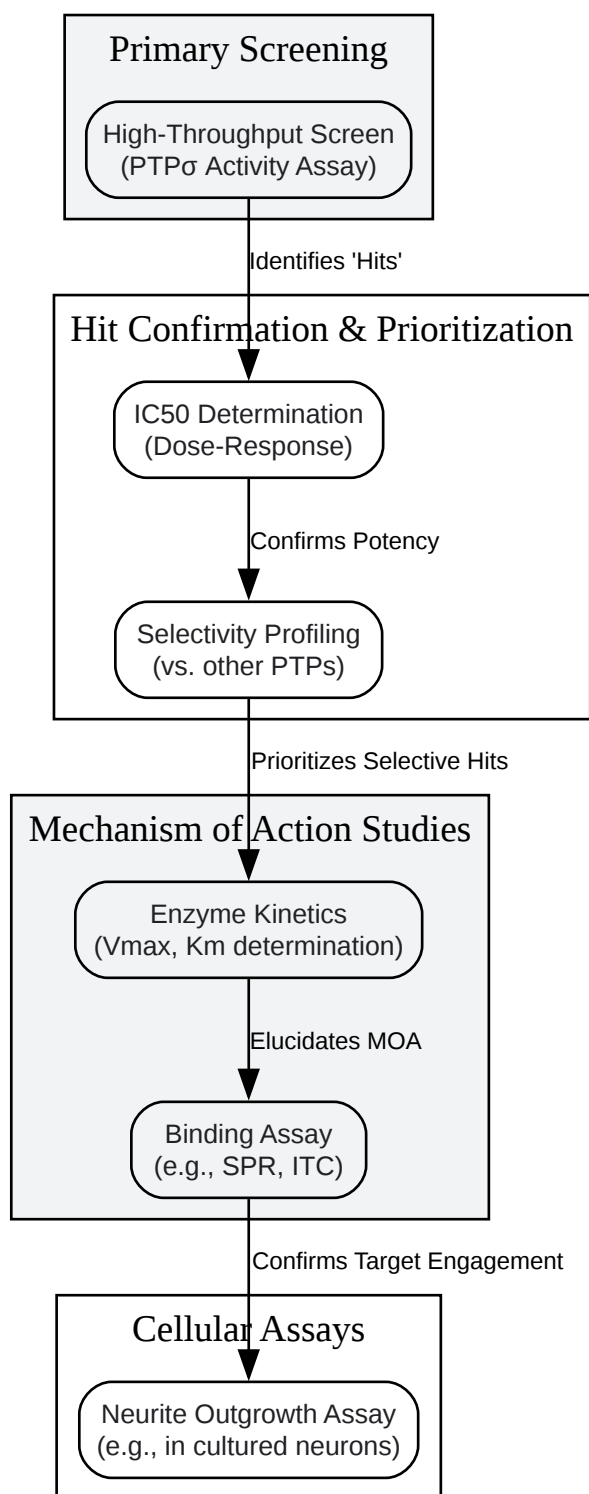 Primary Screening
High-Throughput Screen
(PTPσ Activity Assay)
Identifies 'Hits'
Hit Confirmation & Prioritization
IC50 Determination
(Dose-Response)
Confirms Potency
Selectivity Profiling
(vs. other PTPs)
Prioritizes Selective Hits
Mechanism of Action Studies
Enzyme Kinetics
(Vmax, Km determination)
Elucidates MOA
Binding Assay
(e.g., SPR, ITC)
Confirms Target Engagement
Cellular Assays
Neurite Outgrowth Assay
(e.g., in cultured neurons)